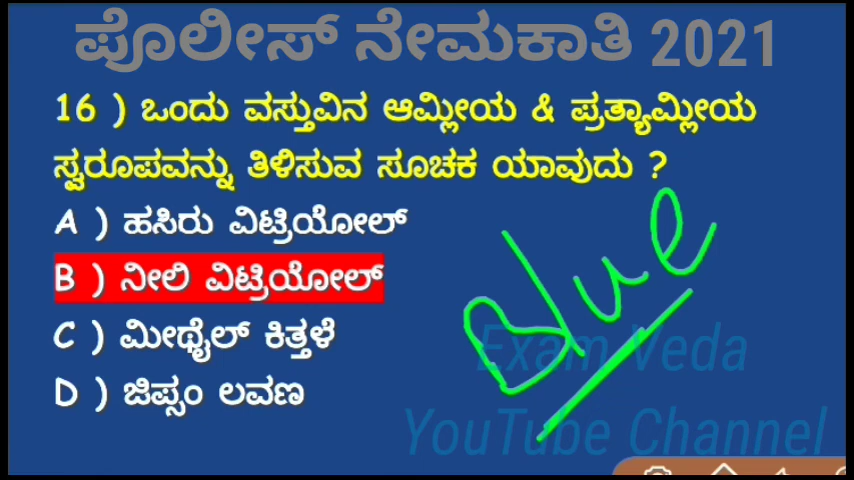 ಪೊಲೀಸ್ ನೇಮಕಾತಿ 2021
16 ) ಒಂದು ವಸ್ತುವಿನ ಆಮ್ಲೀಯ & ಪ್ರತ್ಯಾಮ್ಲೀಯ
ಸ್ವರೂಪವನ್ನು ತಿಳಿಸುವ ಸೂಚಕ ಯಾವುದು ?
A ) ಹಸಿರು ವಿಟ್ರಿಯೋಲ್
B ) ನೀಲಿ ವಿಟ್ರಿಯೋಲ್
C ) ಮೀಥೈಲ್ ಕಿತ್ತಳೆ
D ) ಜಿಪ್ಸಂ ಲವಣ
Blue
Exam Veda
YouTube Channel